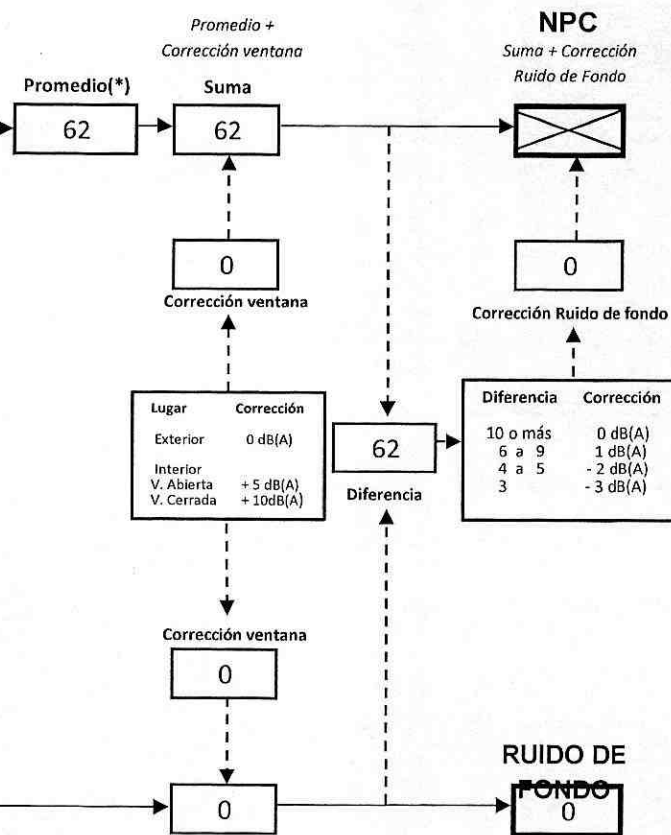 Promedio +
Corrección ventana
NPC
Suma + Corrección
Ruido de Fondo
Promedio(*)
Suma
62
62
0
Corrección ventana
0
Corrección Ruido de fondo
Lugar Corrección
Exterior 0 dB(A)
Interior
V. Abierta + 5 dB(A)
V. Cerrada + 10dB(A)
62
Diferencia
Diferencia Corrección
10 o más 0 dB(A)
6 a 9 1 dB(A)
4 a 5 - 2 dB(A)
3 - 3 dB(A)
Corrección ventana
0
RUIDO DE
FONDO
0
0